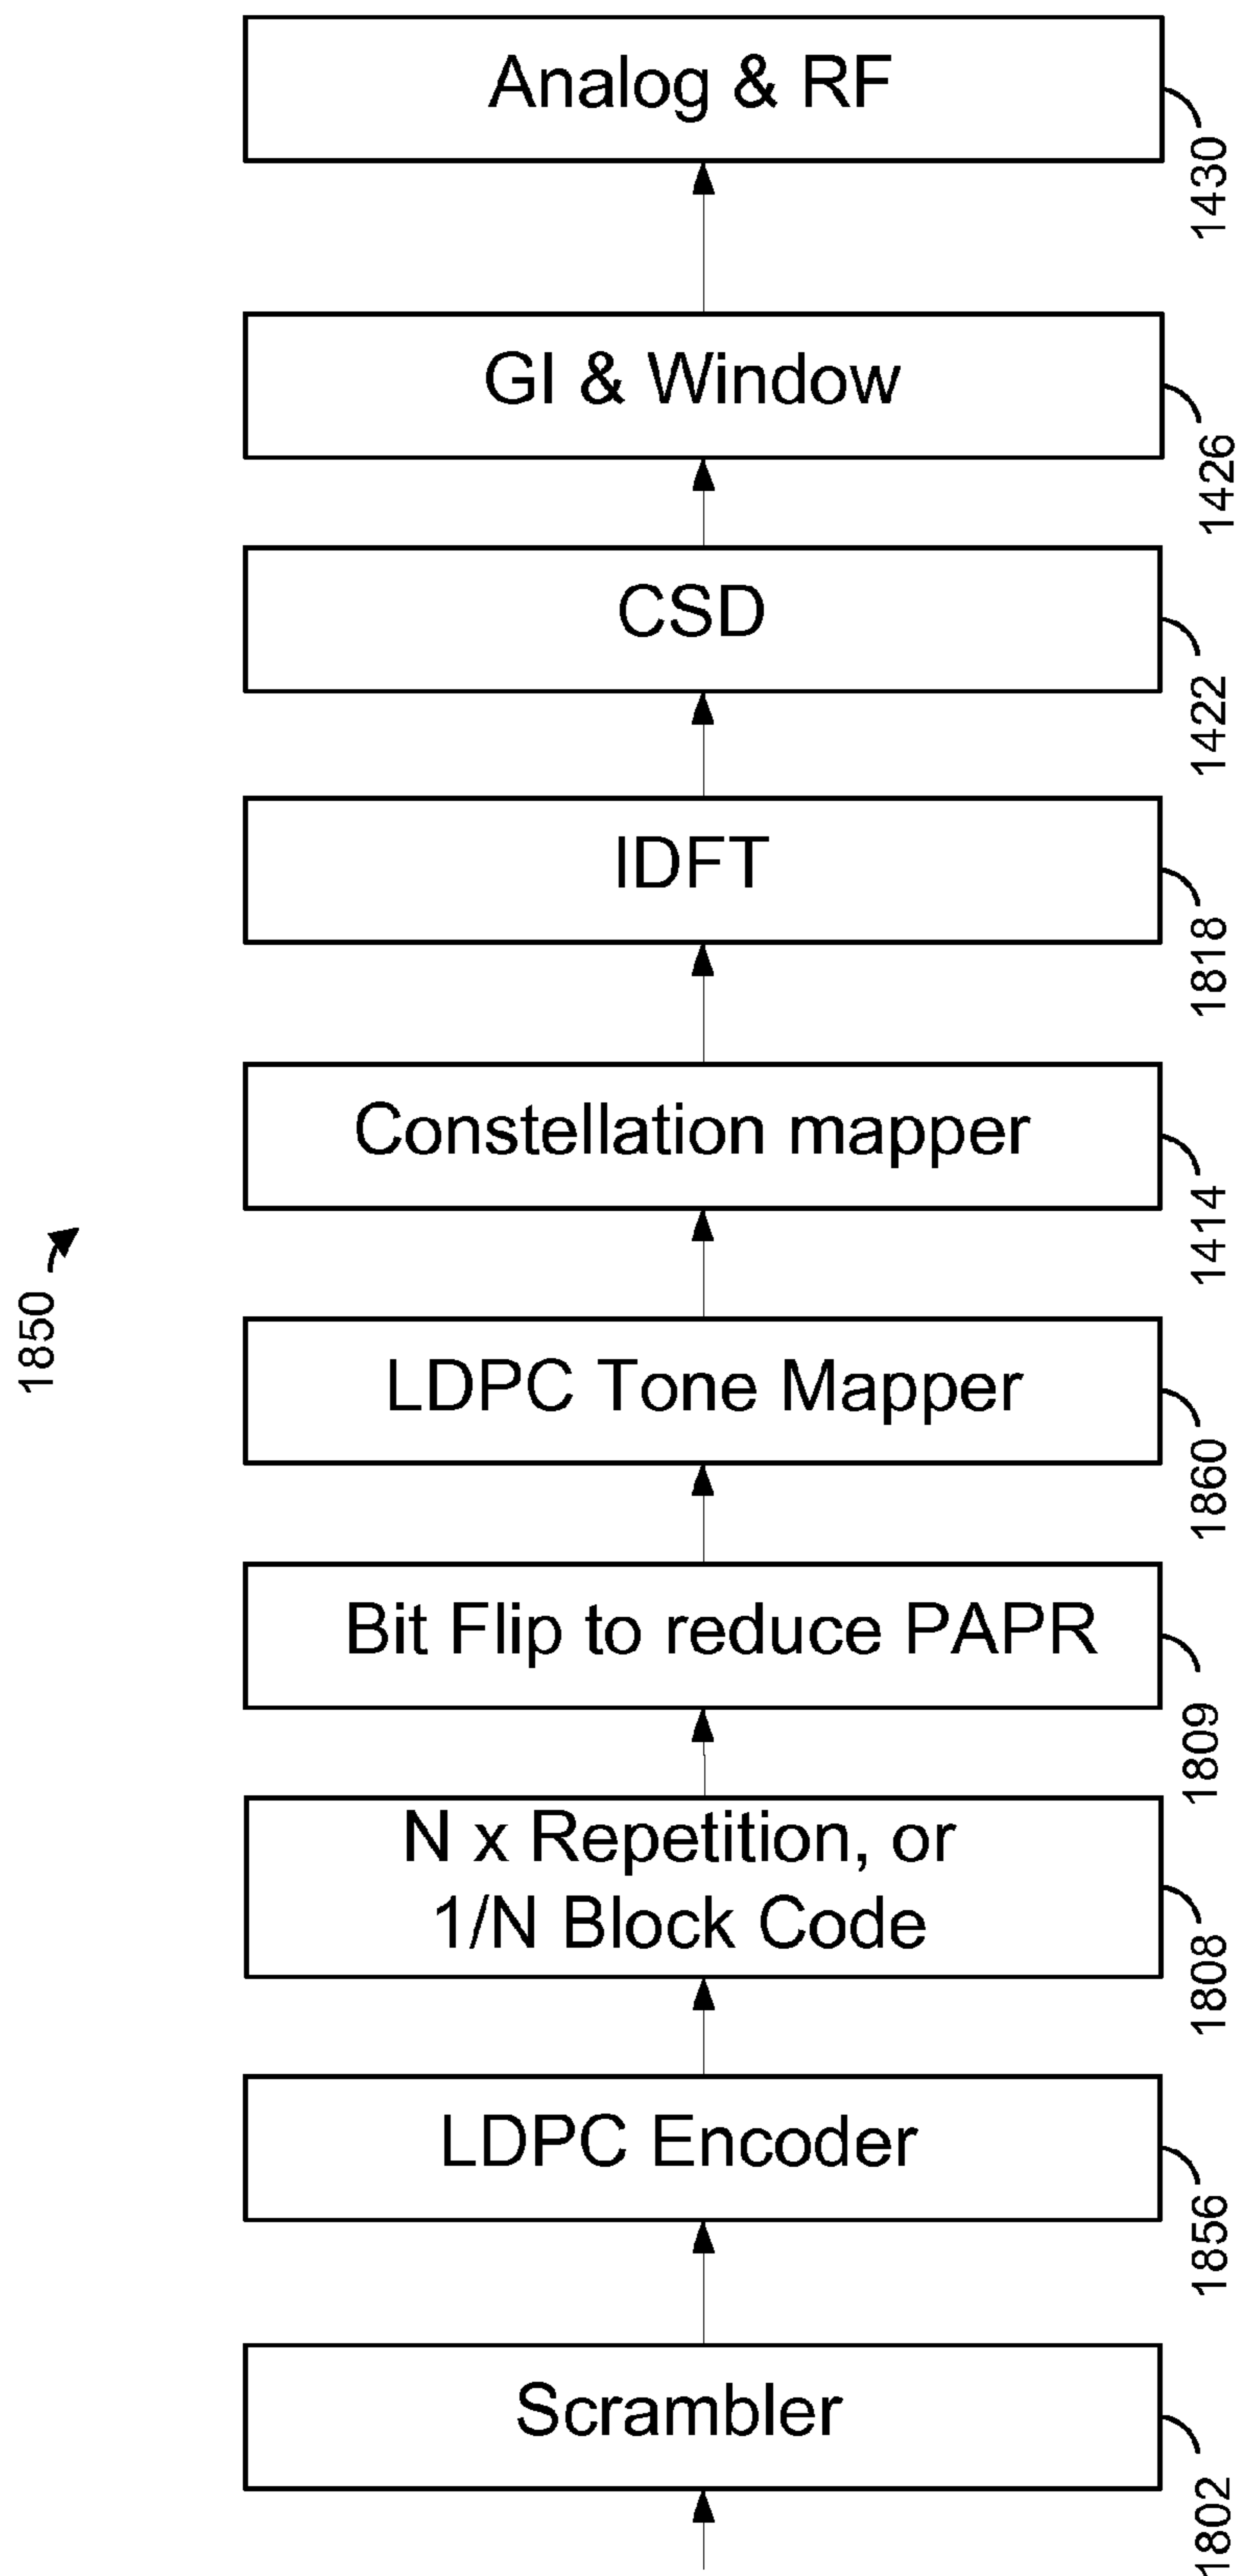 Analog & RF
1430
GI & Window
1426
CSD
1422
IDFT
1818
Constellation mapper
1414
1850
LDPC Tone Mapper
1860
Bit Flip to reduce PAPR
1809
N x Repetition, or
1/N Block Code
1808
LDPC Encoder
1856
Scrambler
1802